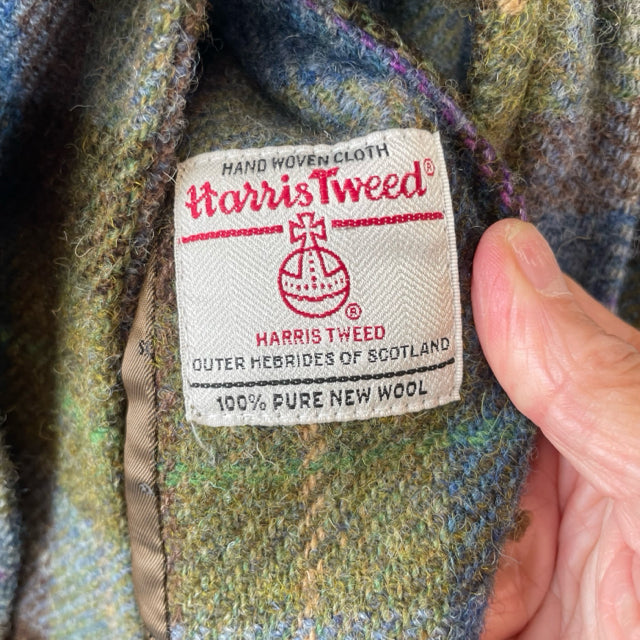 HAND WOVEN CLOTH
Harris Tweed®
®
HARRIS TWEED
OUTER HEBRIDES OF SCOTLAND
100% PURE NEW WOOL